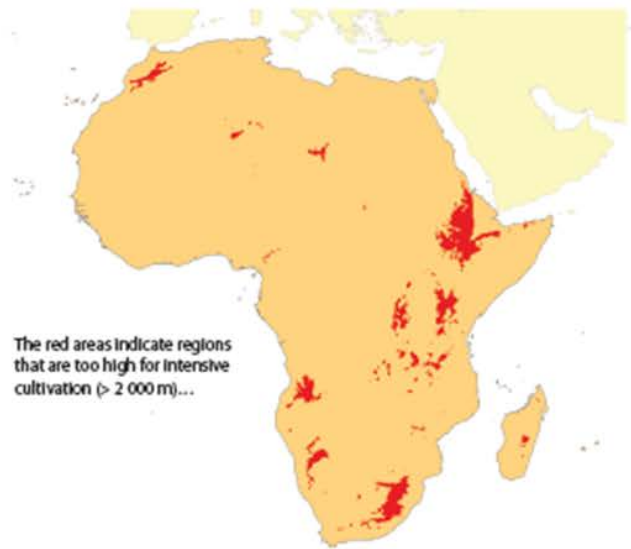 The red areas indicate regions
that are too high for intensive
cultivation (> 2 000 m)...